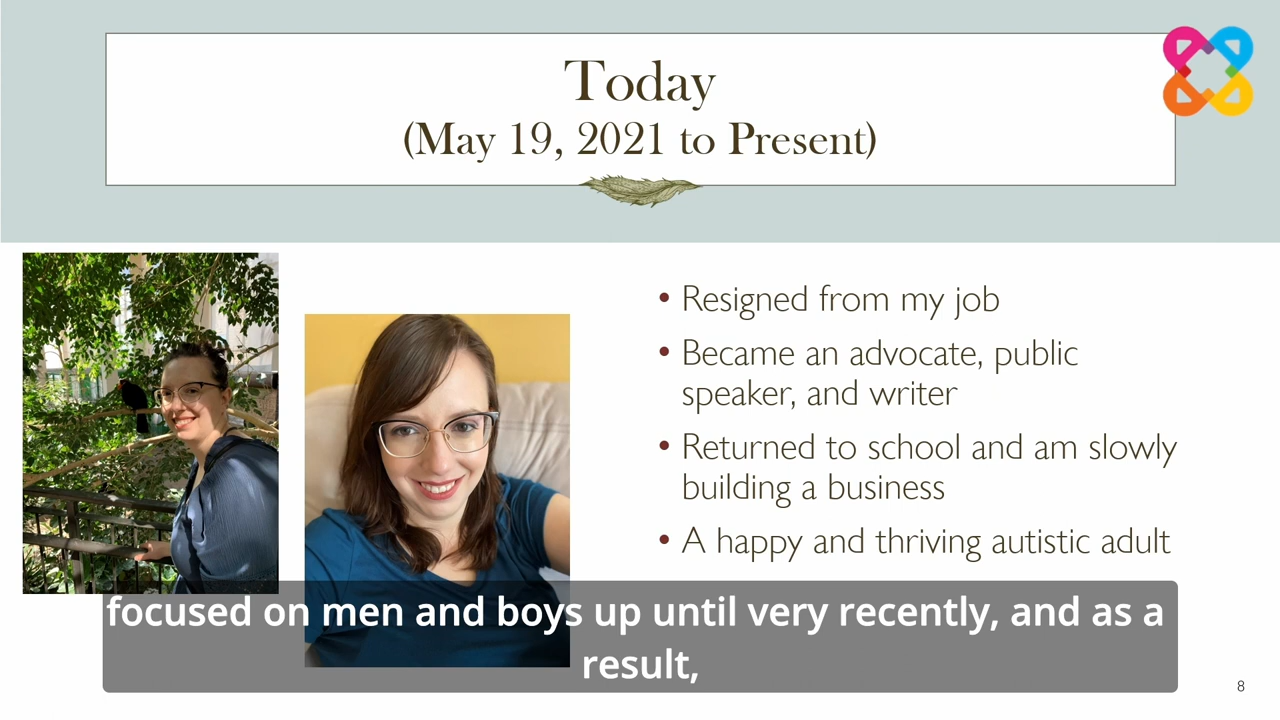 Today
(May 19, 2021 to Present)
• Resigned from my job
• Became an advocate, public
speaker, and writer
• Returned to school and am slowly
building a business
• A happy and thriving autistic adult
focused on men and boys up until very recently, and as a
result,
8